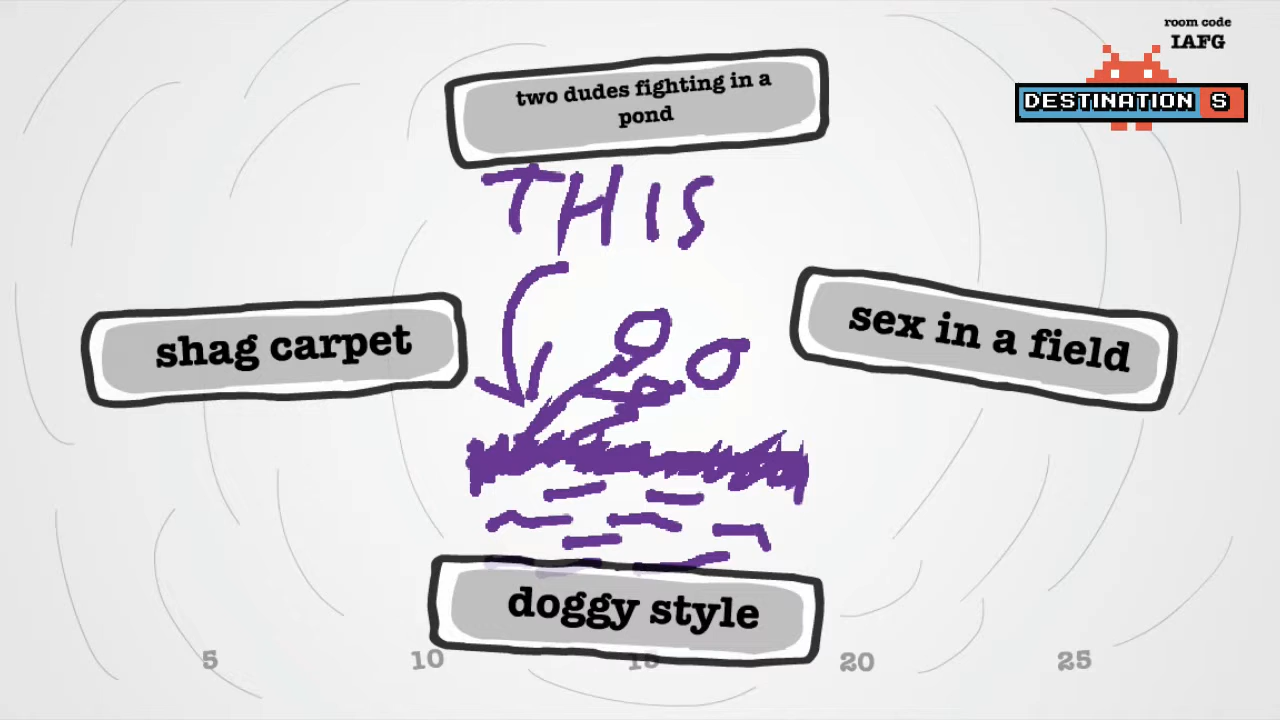 room code
IAFG
DESTINATION S
two dudes fighting in a
pond
THIS
shag carpet
sex in a field
doggy style
5 10 15 20 25